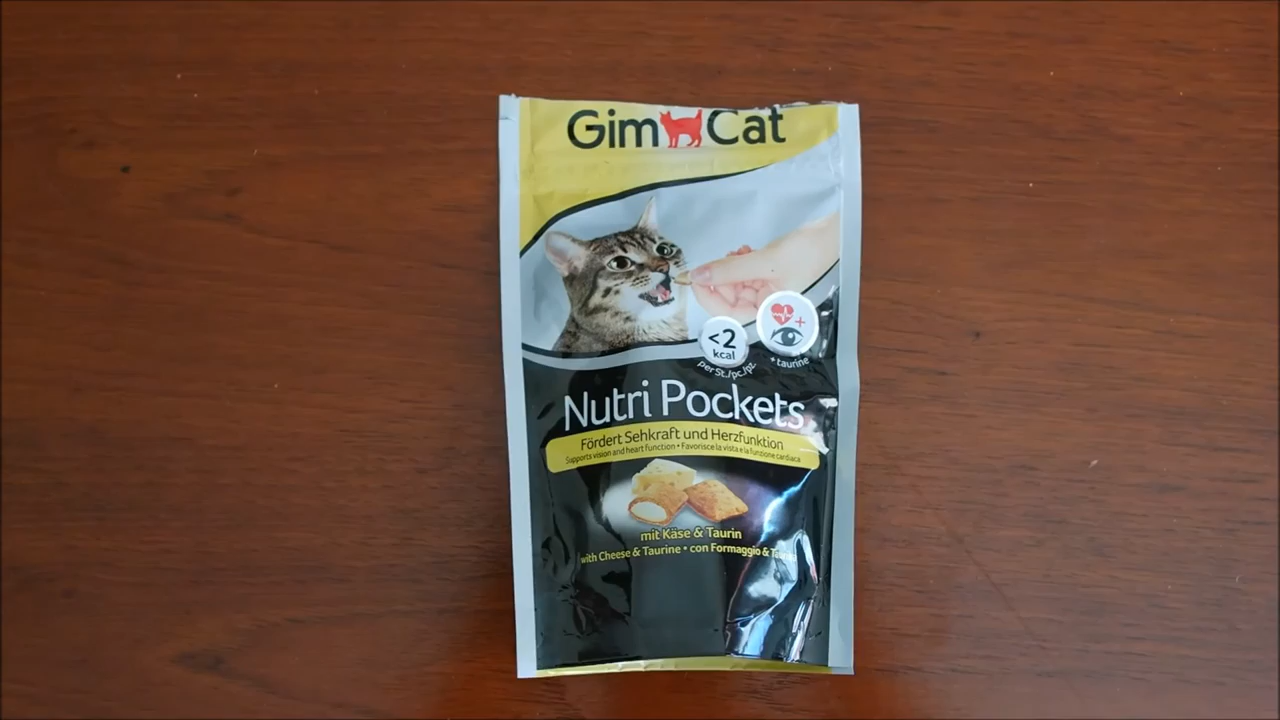 GimCat
<2
kcal
per St./pc./pz
+taurine
Nutri Pockets
Fördert Sehkraft und Herzfunktion
Supports vision and heart function • Favorisce la vista e la funzione cardiaca
mit Käse & Taurin
with Cheese & Taurine • con Formaggio &